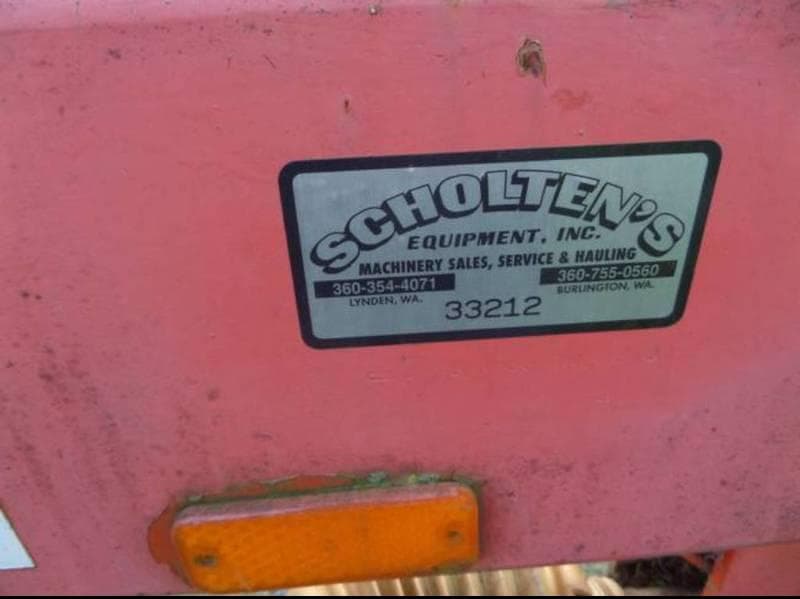 SCHOLTEN'S
EQUIPMENT, INC.
MACHINERY SALES, SERVICE & HAULING
360-354-4071 360-755-0560
LYNDEN, WA. BURLINGTON, WA.
33212